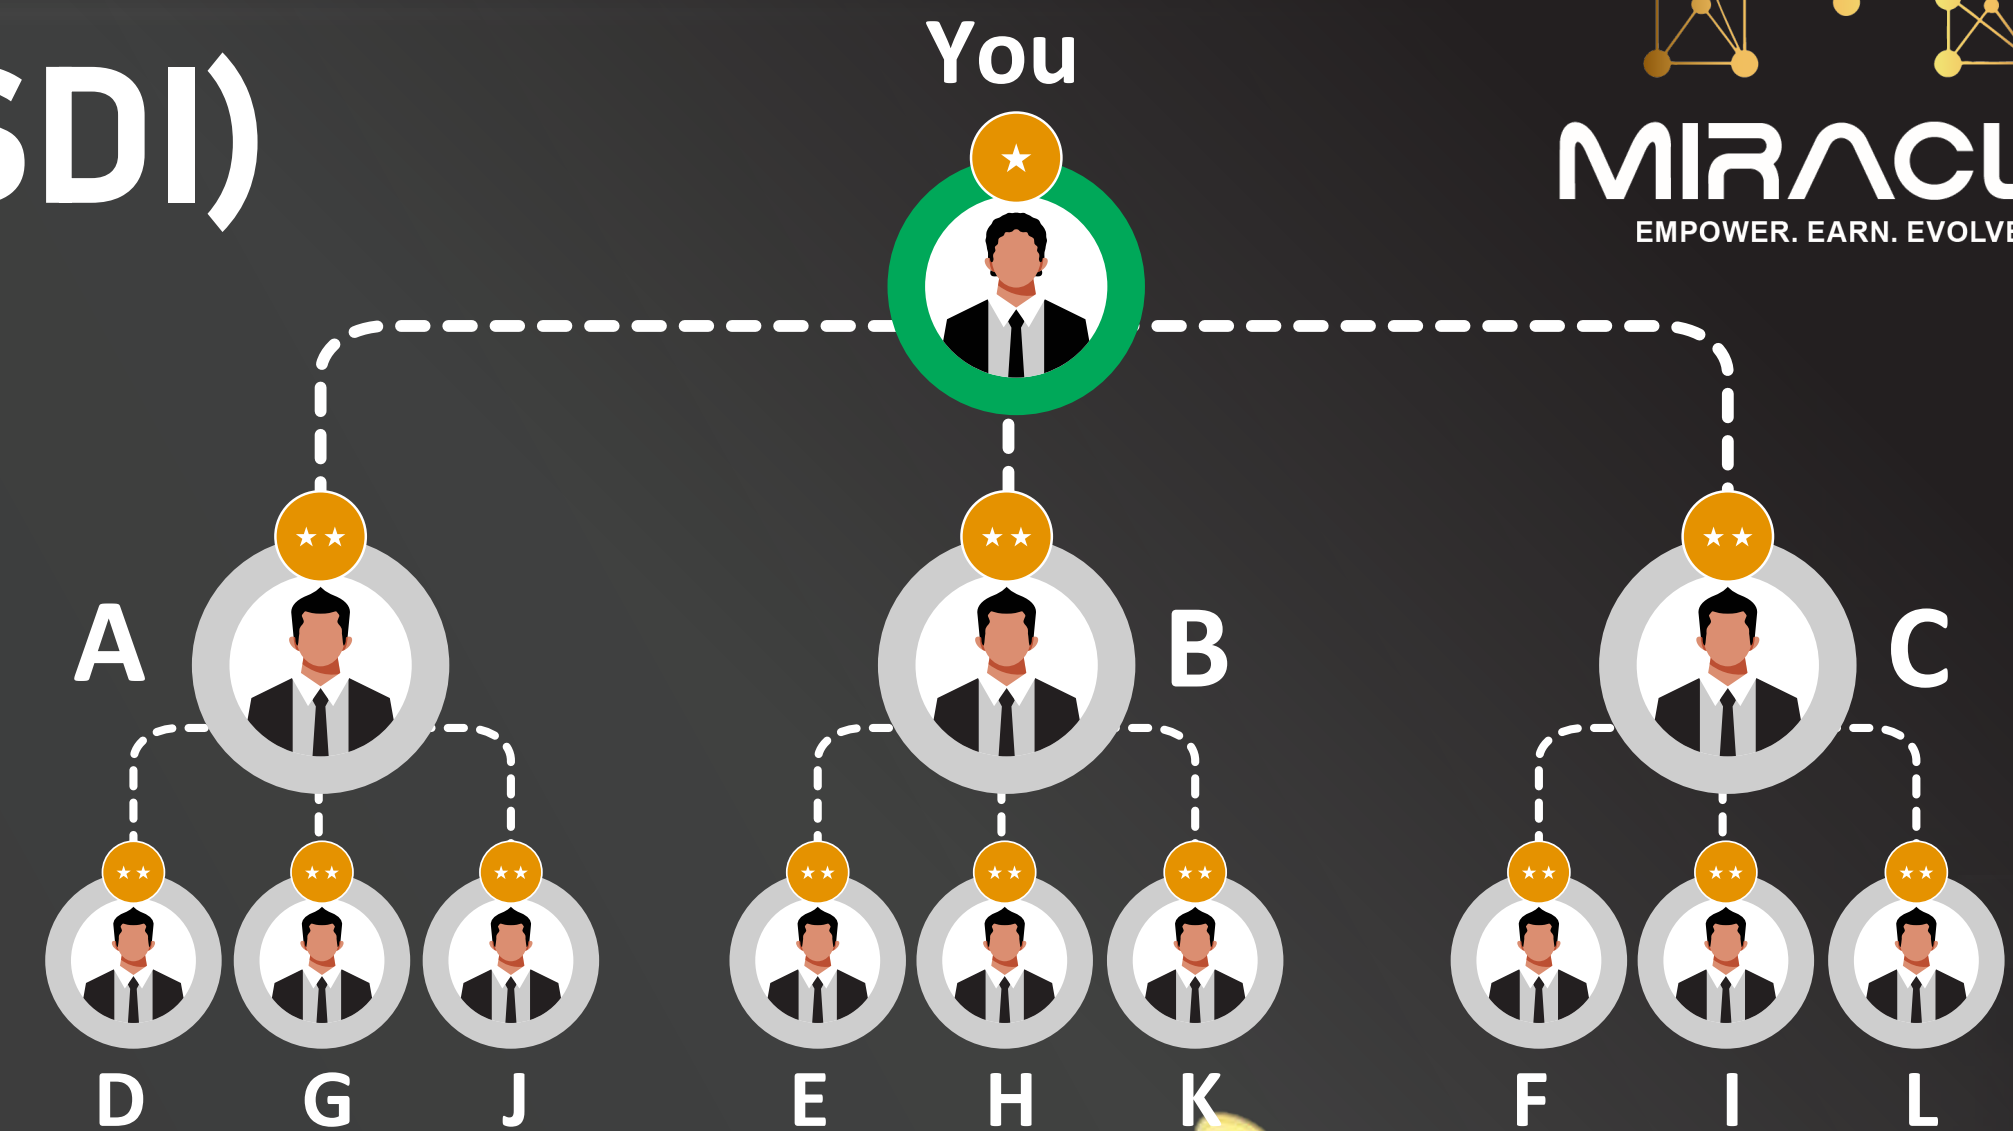 You
SDI)
MIRACL
EMPOWER. EARN. EVOLVE
A
B
C
D G J E H K F I L